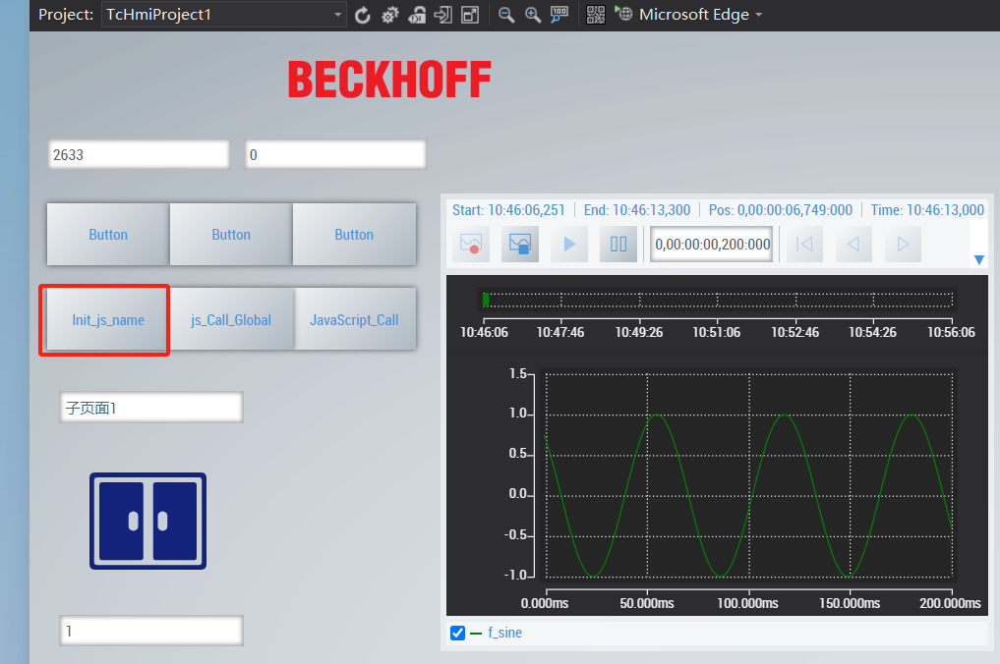 Project: TcHmiProject1 100 Microsoft Edge
BECKHOFF
2633 0
Start: 10:46:06,251 End: 10:46:13,300 Pos: 0,00:00:06,749:000 Time: 10:46:13,000
Button Button Button
0,00:00:00,200:000
Init_js_name js_Call_Global JavaScript_Call
10:46:06 10:47:46 10:49:26 10:51:06 10:52:46 10:54:26 10:56:06
子页面1
1.5
1.0
0.5
0.0
-0.5
-1.0
0.000ms 50.000ms 100.000ms 150.000ms 200.000ms
1
f_sine